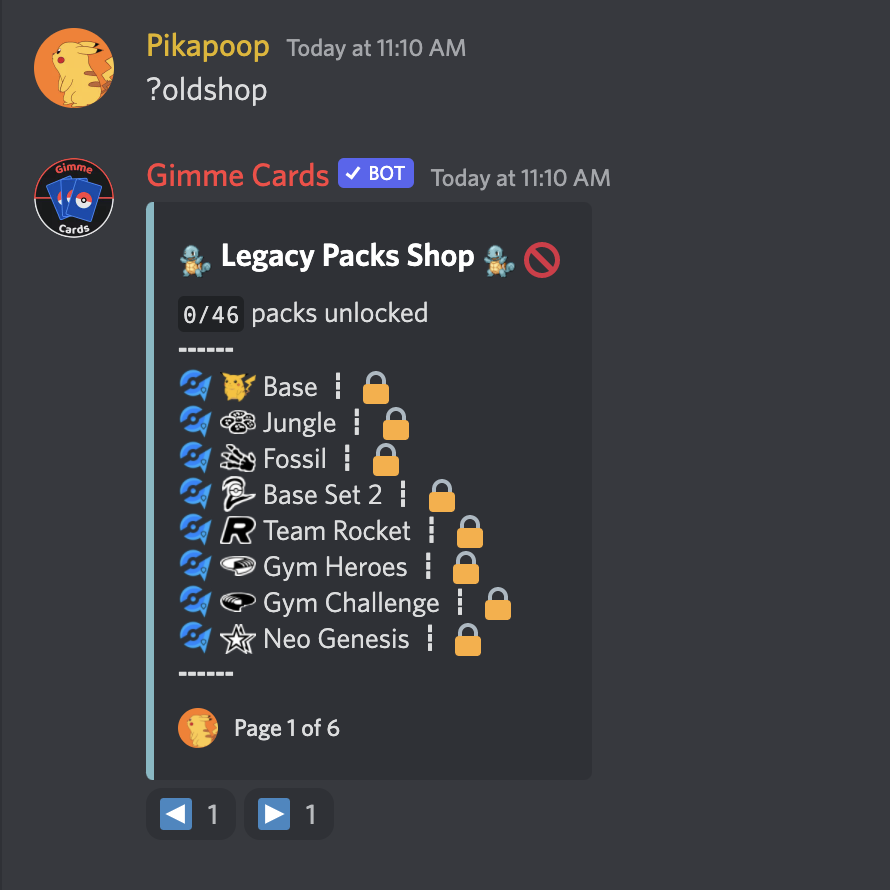 Pikapoop Today at 11:10 AM
?oldshop
Gimme
Cards
Gimme Cards ✓ BOT Today at 11:10 AM
Legacy Packs Shop
0/46 packs unlocked
------
Base ┊
Jungle ┊
Fossil ┊
Base Set 2 ┊
R Team Rocket ┊
Gym Heroes ┊
Gym Challenge ┊
Neo Genesis ┊
------
Page 1 of 6
1 1